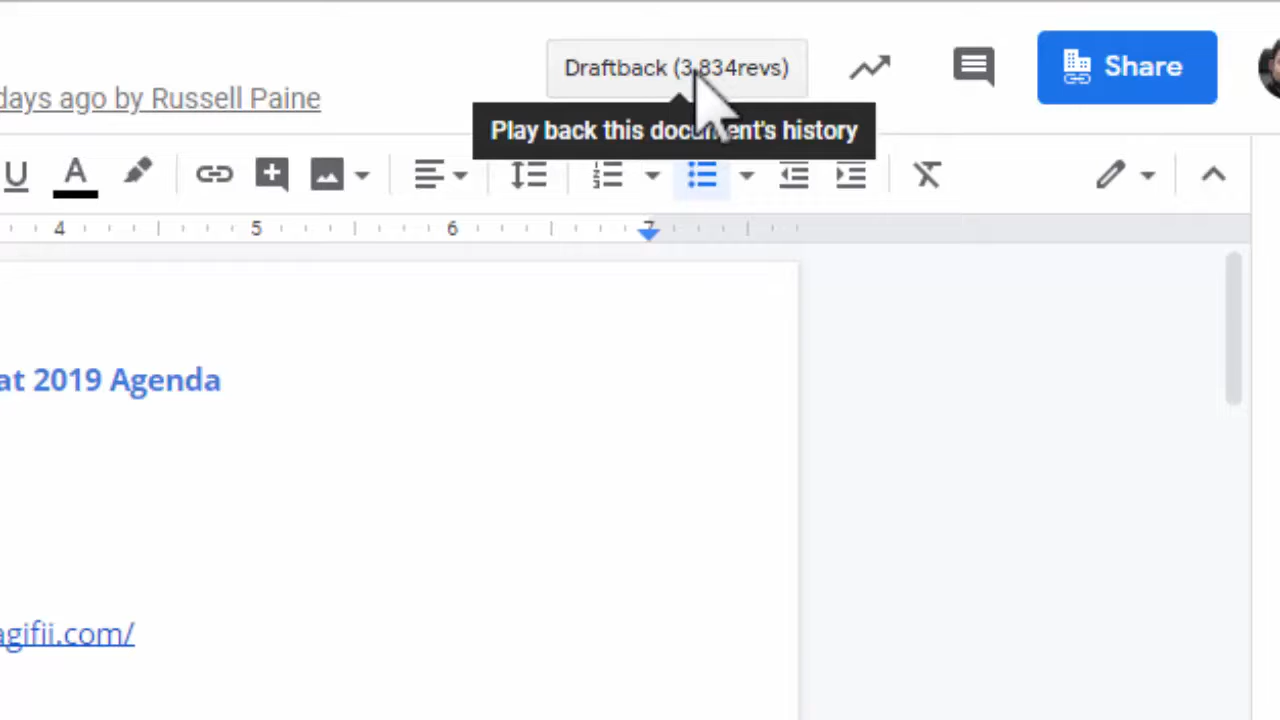 Draftback (3,834revs)
Share
days ago by Russell Paine
Play back this document's history
U A
4 5 6 7
at 2019 Agenda
agifii.com/